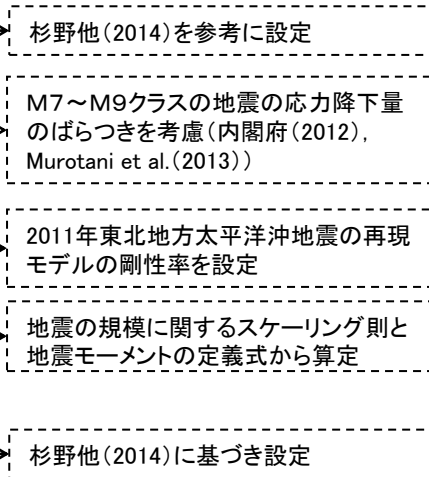 杉野他(2014)を参考に設定
M7～M9クラスの地震の応力降下量
のばらつきを考慮(内閣府(2012),
Murotani et al.(2013))
2011年東北地方太平洋沖地震の再現
モデルの剛性率を設定
地震の規模に関するスケーリング則と
地震モーメントの定義式から算定
杉野他(2014)に基づき設定